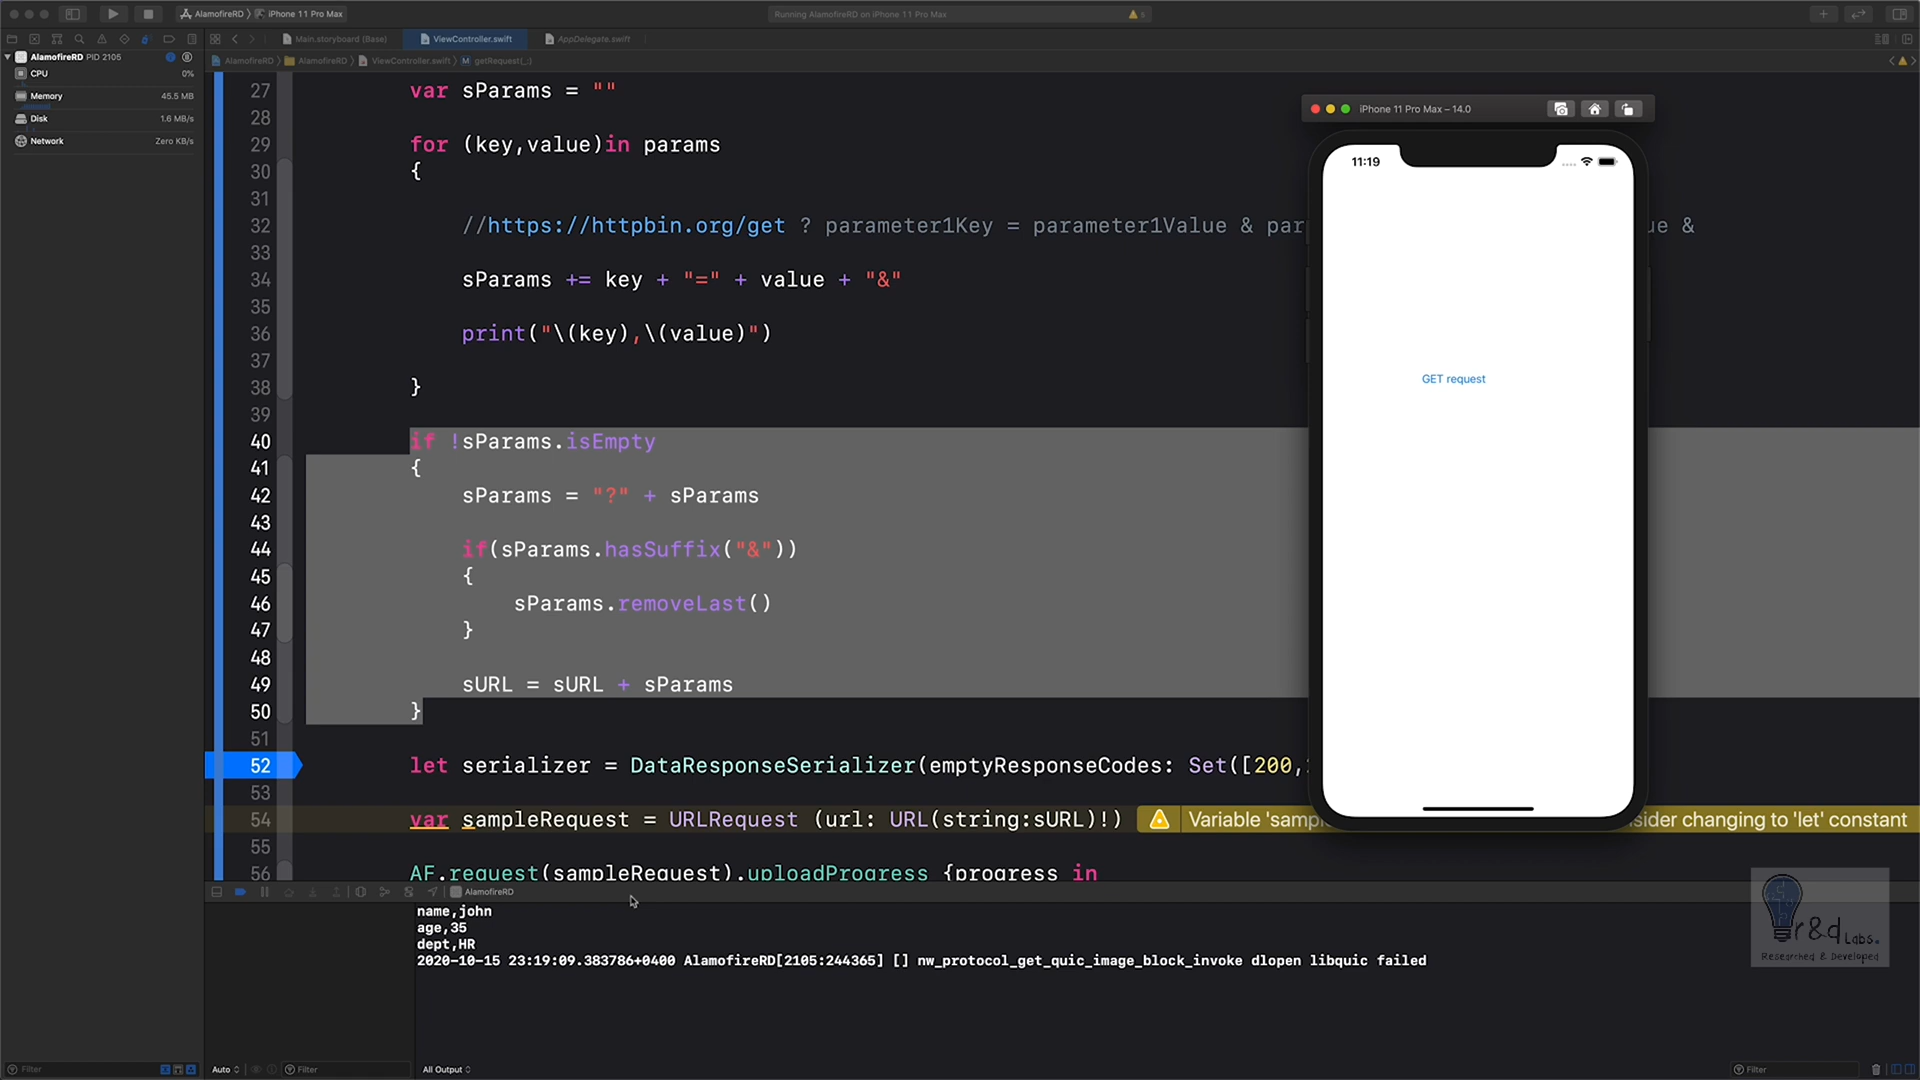 AlamofireRD 〉 iPhone 11 Pro Max
Running AlamofireRD on iPhone 11 Pro Max
Main.storyboard (Base)
ViewController.swift
AppDelegate.swift
AlamofireRD PID 2105
CPU 0%
Memory 45.5 MB
Disk 1.6 MB/s
Network Zero KB/s
AlamofireRD 〉 AlamofireRD 〉 ViewController.swift 〉 M getRequest(_:)
27 var sParams = ""
28
29 for (key,value)in params
30 {
31
32 //https://httpbin.org/get ? parameter1Key = parameter1Value & par ue &
33
34 sParams += key + "=" + value + "&"
35
36 print("\(key),\(value)")
37
38 }
39
40 if !sParams.isEmpty
41 {
42 sParams = "?" + sParams
43
44 if(sParams.hasSuffix("&"))
45 {
46 sParams.removeLast()
47 }
48
49 sURL = sURL + sParams
50 }
51
52 let serializer = DataResponseSerializer(emptyResponseCodes: Set([200,
53
54 var sampleRequest = URLRequest (url: URL(string:sURL)!) Variable 'samp sider changing to 'let' constant
55
56 AF.request(sampleRequest).uploadProgress {progress in
iPhone 11 Pro Max – 14.0
11:19
GET request
AlamofireRD
name,john
age,35
dept,HR
2020-10-15 23:19:09.383786+0400 AlamofireRD[2105:244365] [] nw_protocol_get_quic_image_block_invoke dlopen libquic failed
r&d Labs.
Researched & Developed
Filter
Auto
Filter
All Output
Filter